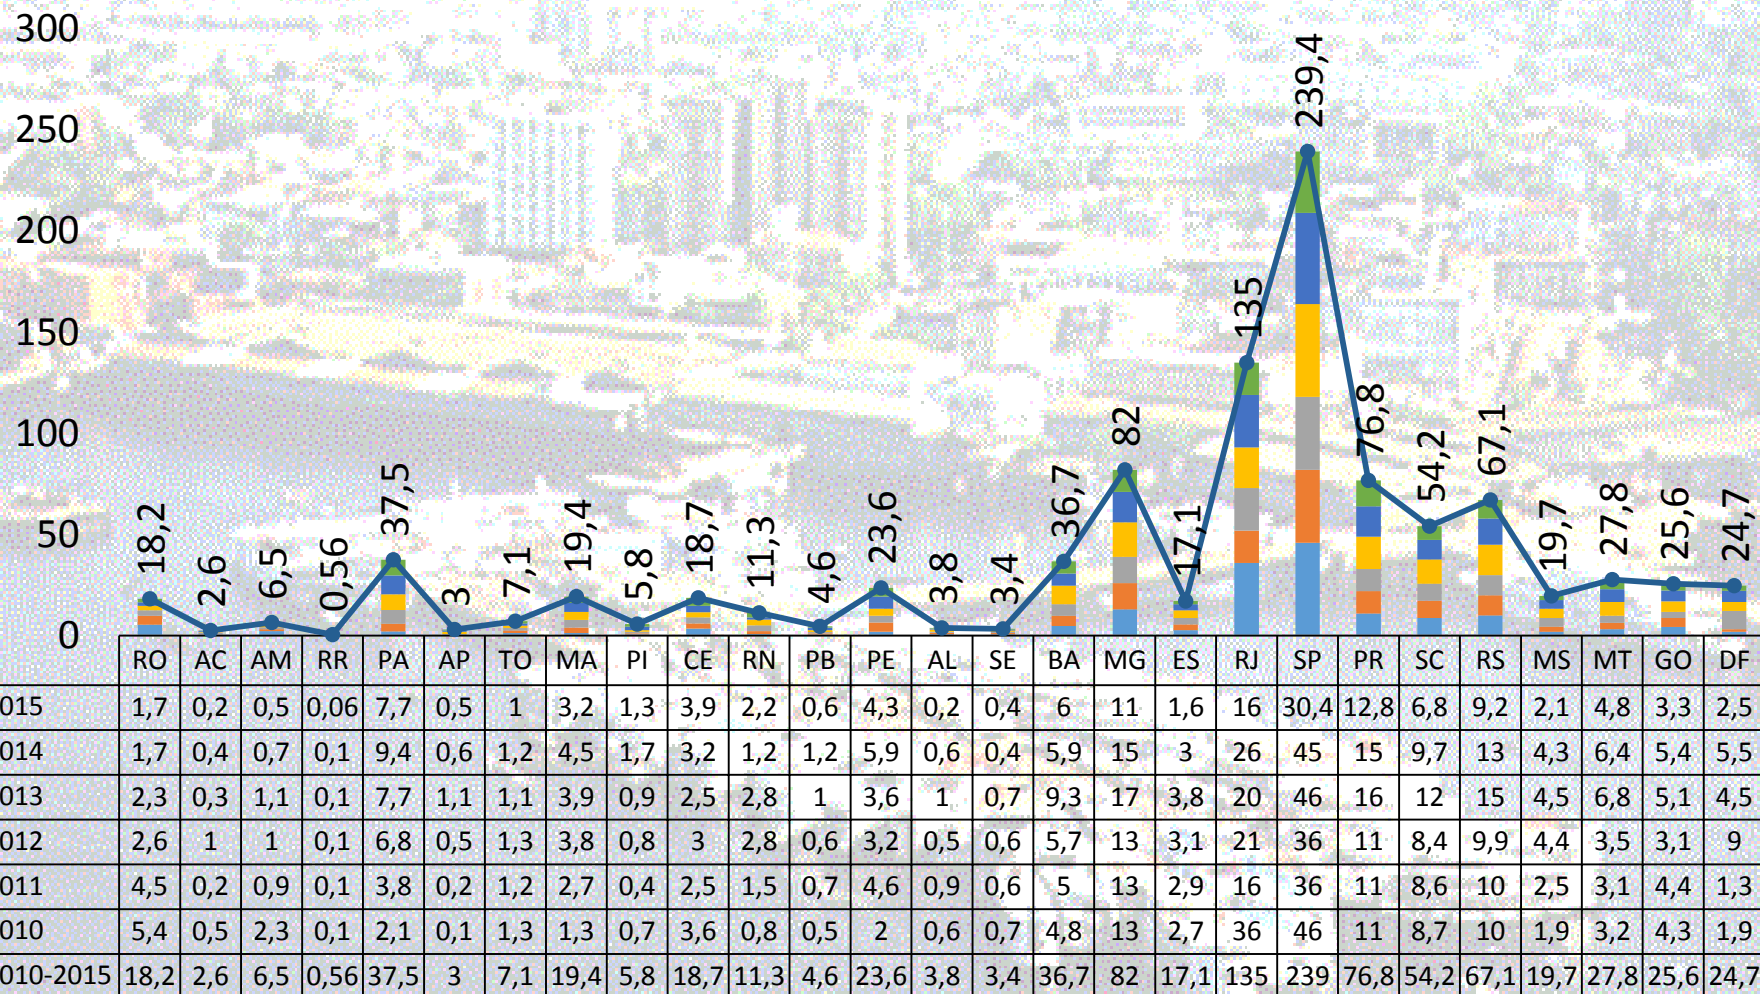 300
250
200
150
100
50
0
18,2 2,6 6,5 0,56 37,5 3 7,1 19,4 5,8 18,7 11,3 4,6 23,6 3,8 3,4 36,7 82 17,1 135 239,4 76,8 54,2 67,1 19,7 27,8 25,6 24,7
RO AC AM RR PA AP TO MA PI CE RN PB PE AL SE BA MG ES RJ SP PR SC RS MS MT GO DF
015 1,7 0,2 0,5 0,06 7,7 0,5 1 3,2 1,3 3,9 2,2 0,6 4,3 0,2 0,4 6 11 1,6 16 30,4 12,8 6,8 9,2 2,1 4,8 3,3 2,5
014 1,7 0,4 0,7 0,1 9,4 0,6 1,2 4,5 1,7 3,2 1,2 1,2 5,9 0,6 0,4 5,9 15 3 26 45 15 9,7 13 4,3 6,4 5,4 5,5
013 2,3 0,3 1,1 0,1 7,7 1,1 1,1 3,9 0,9 2,5 2,8 1 3,6 1 0,7 9,3 17 3,8 20 46 16 12 15 4,5 6,8 5,1 4,5
012 2,6 1 1 0,1 6,8 0,5 1,3 3,8 0,8 3 2,8 0,6 3,2 0,5 0,6 5,7 13 3,1 21 36 11 8,4 9,9 4,4 3,5 3,1 9
011 4,5 0,2 0,9 0,1 3,8 0,2 1,2 2,7 0,4 2,5 1,5 0,7 4,6 0,9 0,6 5 13 2,9 16 36 11 8,6 10 2,5 3,1 4,4 1,3
010 5,4 0,5 2,3 0,1 2,1 0,1 1,3 1,3 0,7 3,6 0,8 0,5 2 0,6 0,7 4,8 13 2,7 36 46 11 8,7 10 1,9 3,2 4,3 1,9
010-2015 18,2 2,6 6,5 0,56 37,5 3 7,1 19,4 5,8 18,7 11,3 4,6 23,6 3,8 3,4 36,7 82 17,1 135 239 76,8 54,2 67,1 19,7 27,8 25,6 24,7